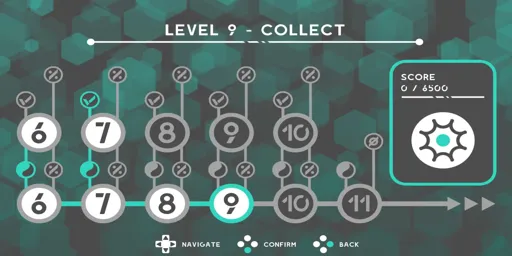 LEVEL 9 - COLLECT
SCORE
0 / 6500
6 7 8 9 10
6 7 8 9 10 11
NAVIGATE CONFIRM BACK